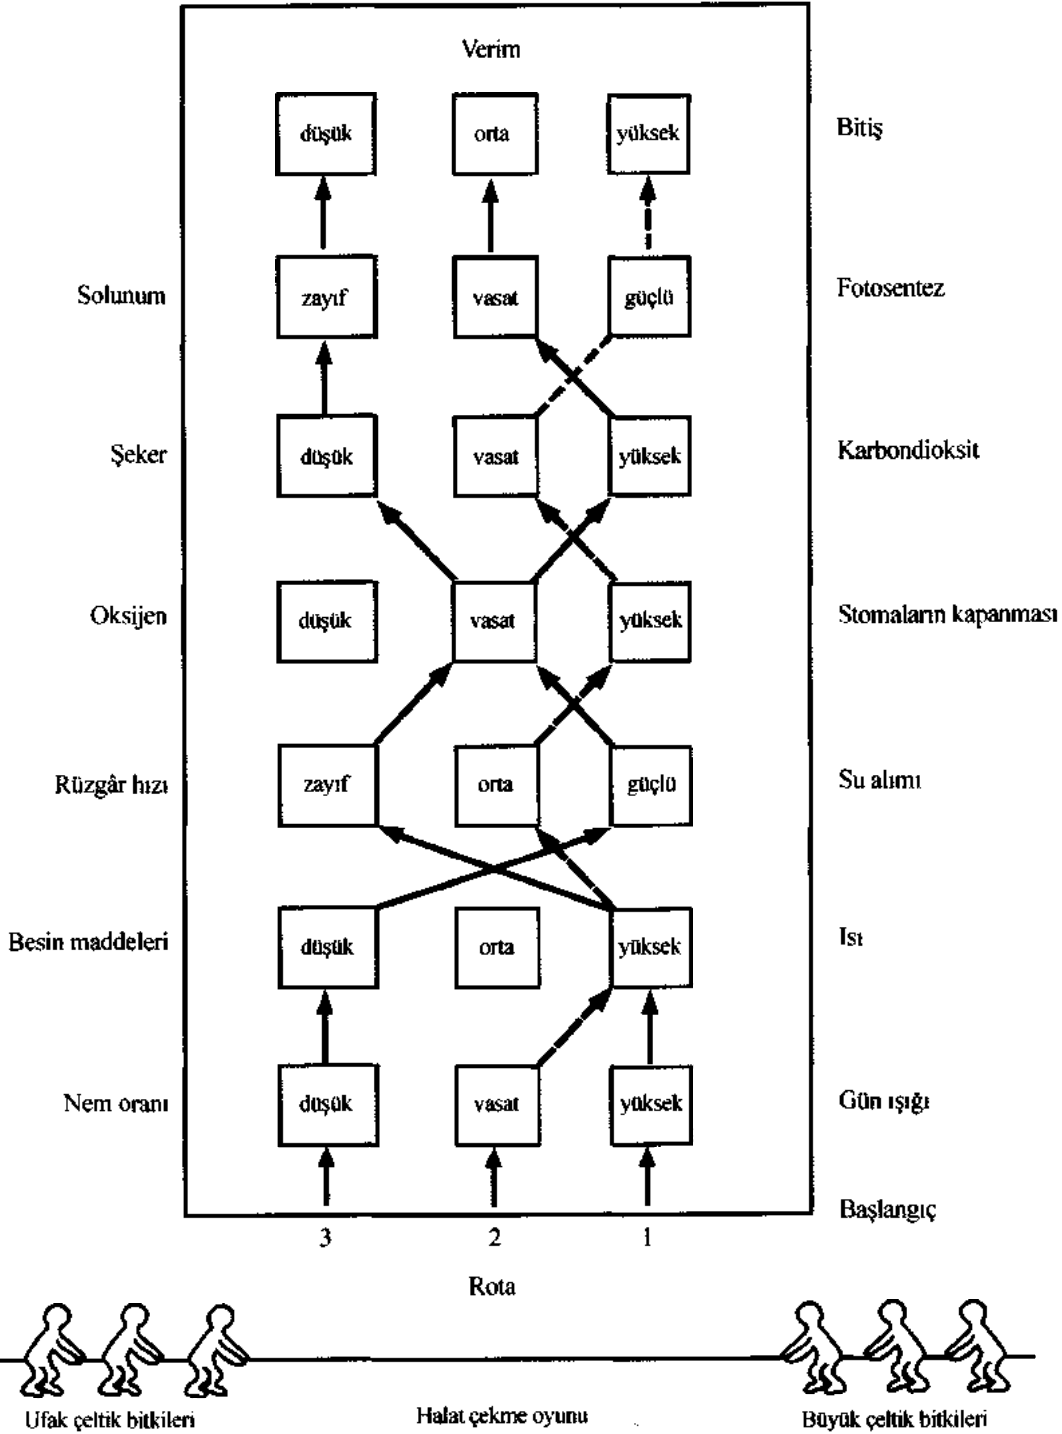 Verim
düşük orta yüksek Bitiş
Solunum zayıf vasat güçlü Fotosentez
Şeker düşük vasat yüksek Karbondioksit
Oksijen düşük vasat yüksek Stomaların kapanması
Rüzgâr hızı zayıf orta güçlü Su alımı
Besin maddeleri düşük orta yüksek Isı
Nem oranı düşük vasat yüksek Gün ışığı
Başlangıç
3 2 1
Rota
Ufak çeltik bitkileri Halat çekme oyunu Büyük çeltik bitkileri